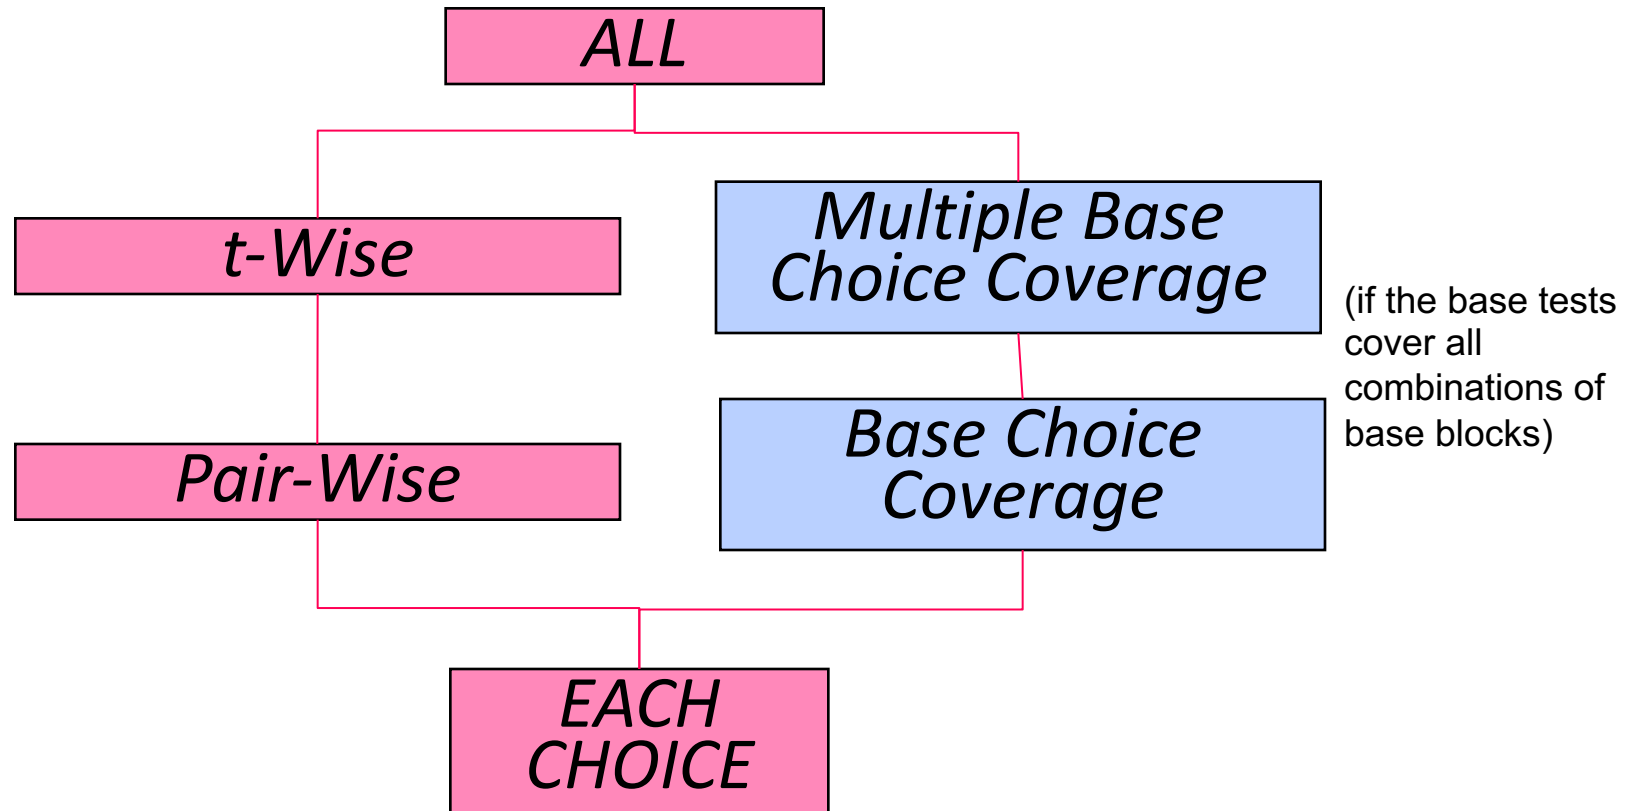 ALL
t-Wise
Multiple Base
Choice Coverage
(if the base tests
cover all
combinations of
base blocks)
Pair-Wise
Base Choice
Coverage
EACH
CHOICE